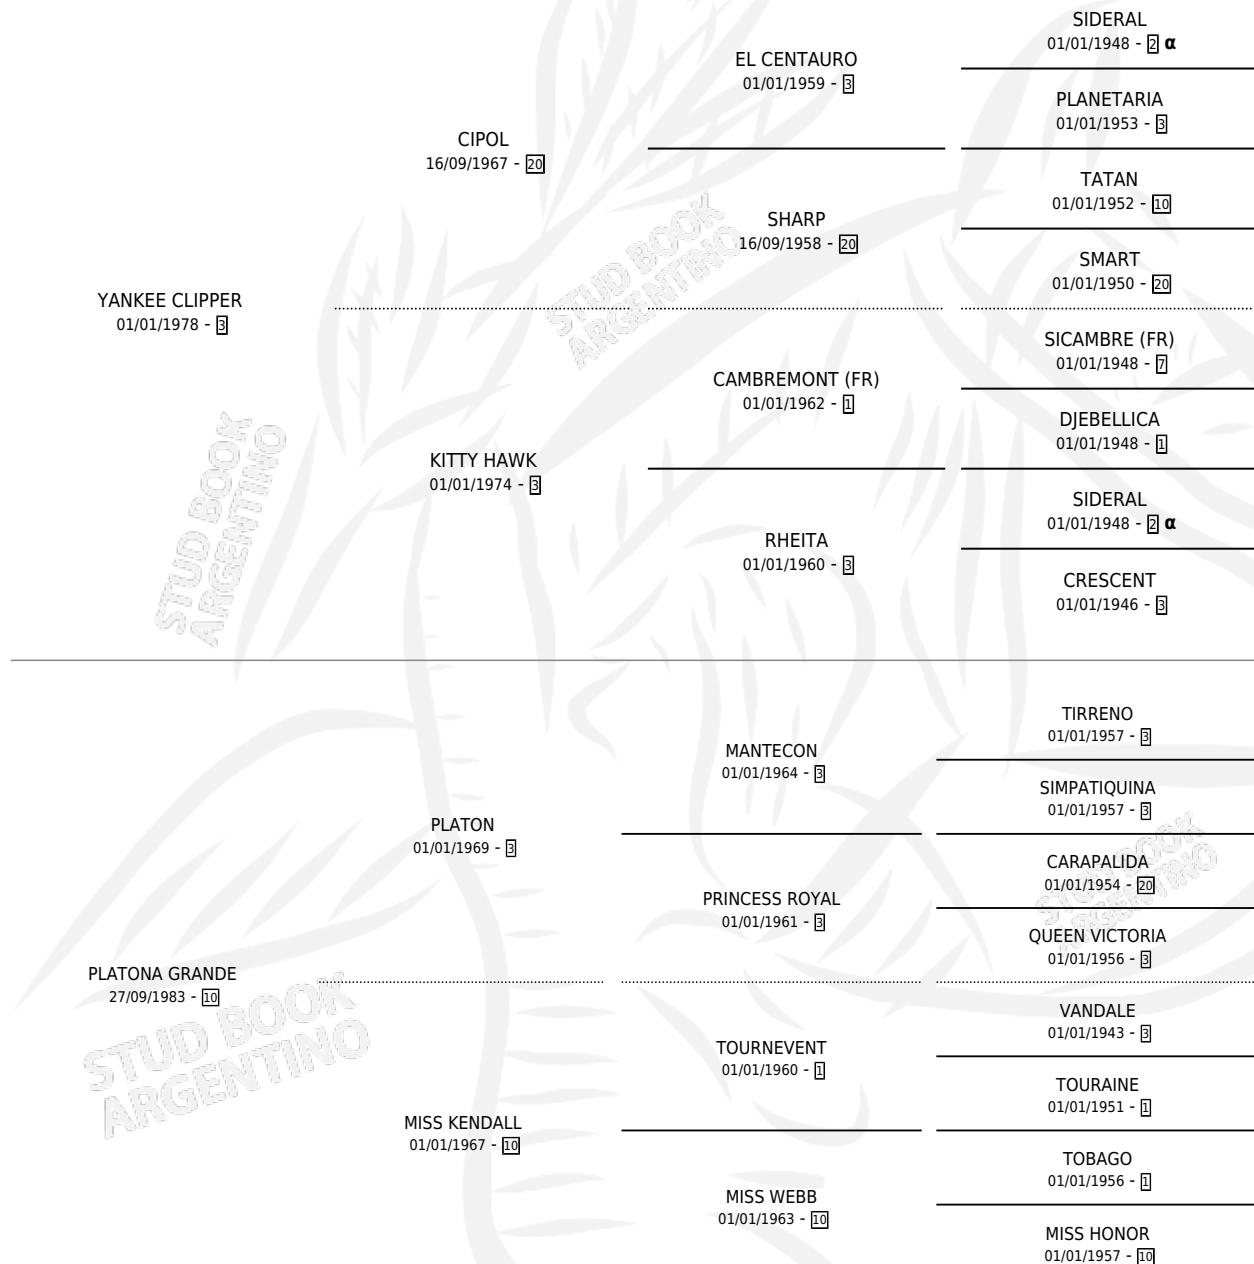 SIDERAL
01/01/1948 - 2 α
EL CENTAURO
01/01/1959 - 3
PLANETARIA
01/01/1953 - 3
CIPOL
16/09/1967 - 20
TATAN
01/01/1952 - 10
SHARP
16/09/1958 - 20
SMART
01/01/1950 - 20
YANKEE CLIPPER
01/01/1978 - 3
SICAMBRE (FR)
01/01/1948 - 7
CAMBREMONT (FR)
01/01/1962 - 1
DJEBELLICA
01/01/1948 - 1
KITTY HAWK
01/01/1974 - 3
SIDERAL
01/01/1948 - 2 α
RHEITA
01/01/1960 - 3
CRESCENT
01/01/1946 - 3
TIRRENO
01/01/1957 - 3
MANTECON
01/01/1964 - 3
SIMPATIQUINA
01/01/1957 - 3
PLATON
01/01/1969 - 3
CARAPALIDA
01/01/1954 - 20
PRINCESS ROYAL
01/01/1961 - 3
QUEEN VICTORIA
01/01/1956 - 3
PLATONA GRANDE
27/09/1983 - 10
VANDALE
01/01/1943 - 3
TOURNEVENT
01/01/1960 - 1
TOURAINE
01/01/1951 - 1
MISS KENDALL
01/01/1967 - 10
TOBAGO
01/01/1956 - 1
MISS WEBB
01/01/1963 - 10
MISS HONOR
01/01/1957 - 10
STUD BOOK
ARGENTINO
STUD BOOK
ARGENTINO
STUD BOOK
ARGENTINO
STUD BOOK
ARGENTINO